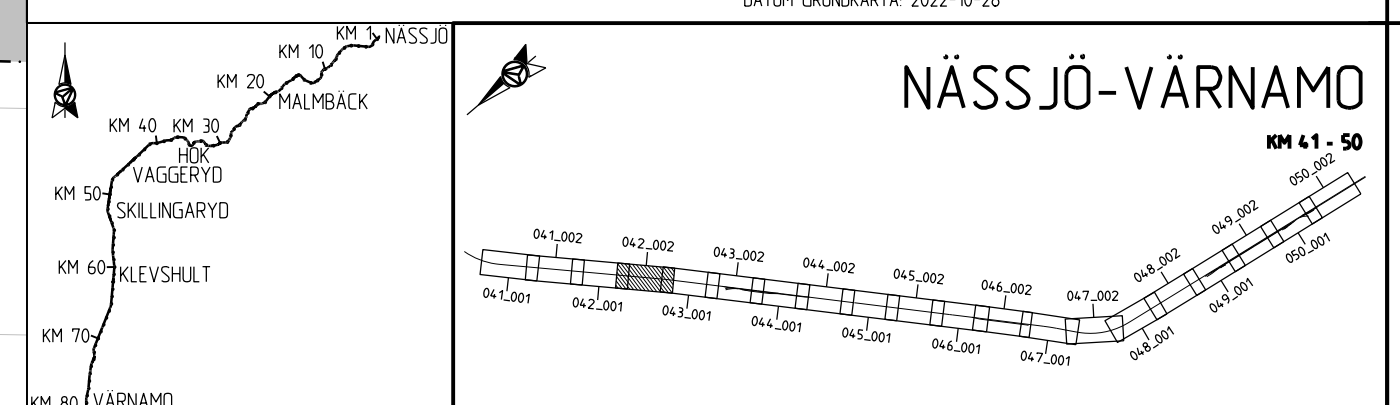 DATUM GRUNDKARTA: 2022-10-28
KM 1
NÄSSJÖ
KM 10
KM 20
MALMBÄCK
KM 40
KM 30
HOK
VAGGERYD
KM 50
SKILLINGARYD
KM 60
KLEVSHULT
KM 70
KM 80
VÄRNAMO
NÄSSJÖ-VÄRNAMO
KM 41 - 50
041_002
042_002
043_002
044_002
045_002
046_002
047_002
048_002
049_002
050_002
041_001
042_001
043_001
044_001
045_001
046_001
047_001
048_001
049_001
050_001